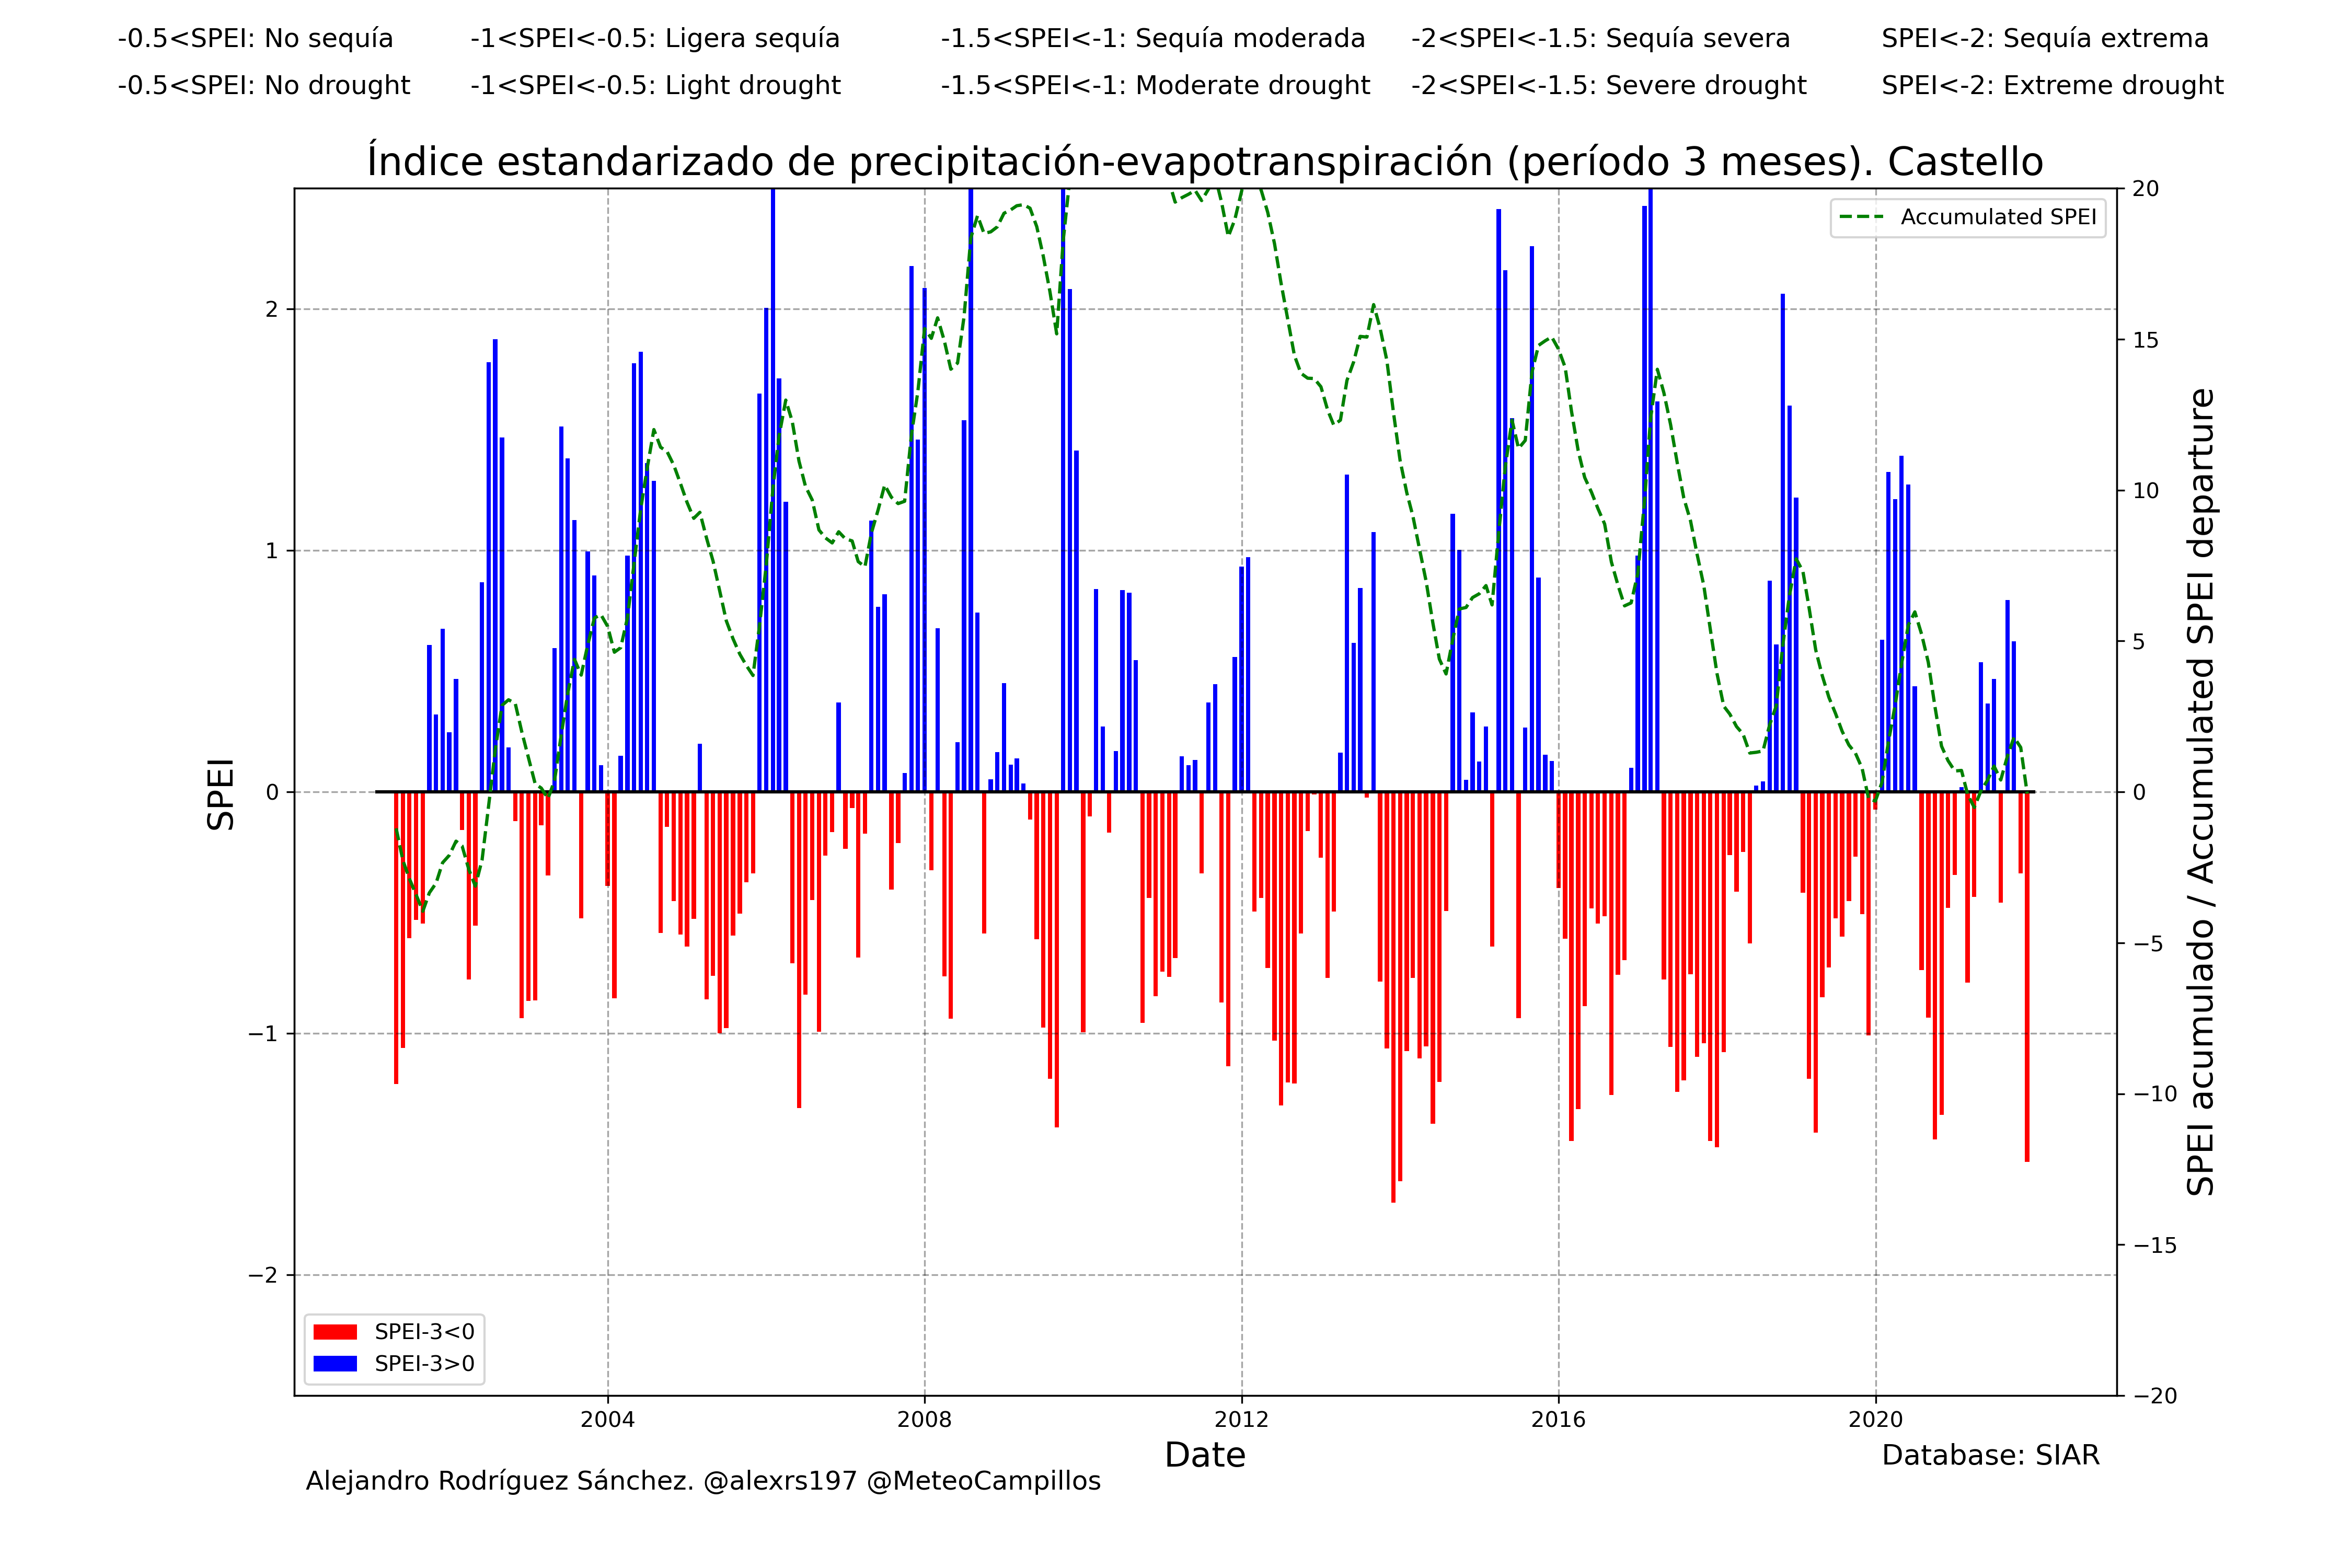 -0.5<SPEI: No sequía -1<SPEI<-0.5: Ligera sequía -1.5<SPEI<-1: Sequía moderada -2<SPEI<-1.5: Sequía severa SPEI<-2: Sequía extrema
-0.5<SPEI: No drought -1<SPEI<-0.5: Light drought -1.5<SPEI<-1: Moderate drought -2<SPEI<-1.5: Severe drought SPEI<-2: Extreme drought
Índice estandarizado de precipitación-evapotranspiración (período 3 meses). Castello
Accumulated SPEI
SPEI
2
1
0
−1
−2
20
15
10
5
0
−5
−10
−15
−20
SPEI acumulado / Accumulated SPEI departure
SPEI-3<0
SPEI-3>0
2004 2008 2012 2016 2020
Date
Database: SIAR
Alejandro Rodríguez Sánchez. @alexrs197 @MeteoCampillos